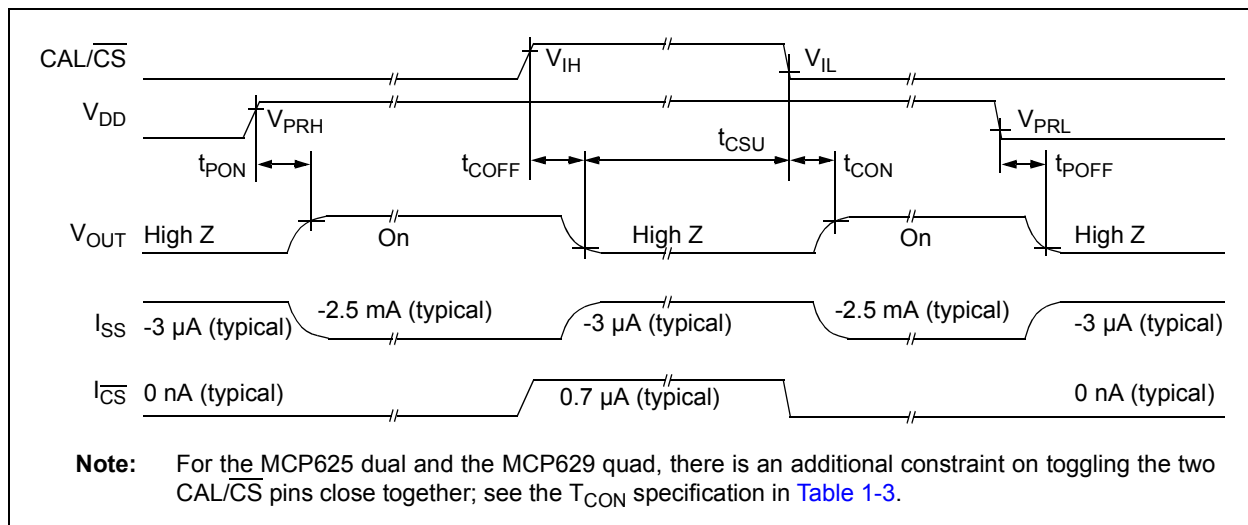 CAL/C̅S̅
V_IH
V_IL
V_DD
V_PRH
V_PRL
t_PON
t_COFF
t_CSU
t_CON
t_POFF
V_OUT
High Z
On
High Z
On
High Z
I_SS
-3 µA (typical)
-2.5 mA (typical)
-3 µA (typical)
-2.5 mA (typical)
-3 µA (typical)
I_C̅S̅
0 nA (typical)
0.7 µA (typical)
0 nA (typical)
Note: For the MCP625 dual and the MCP629 quad, there is an additional constraint on toggling the two
CAL/C̅S̅ pins close together; see the T_CON specification in Table 1-3.